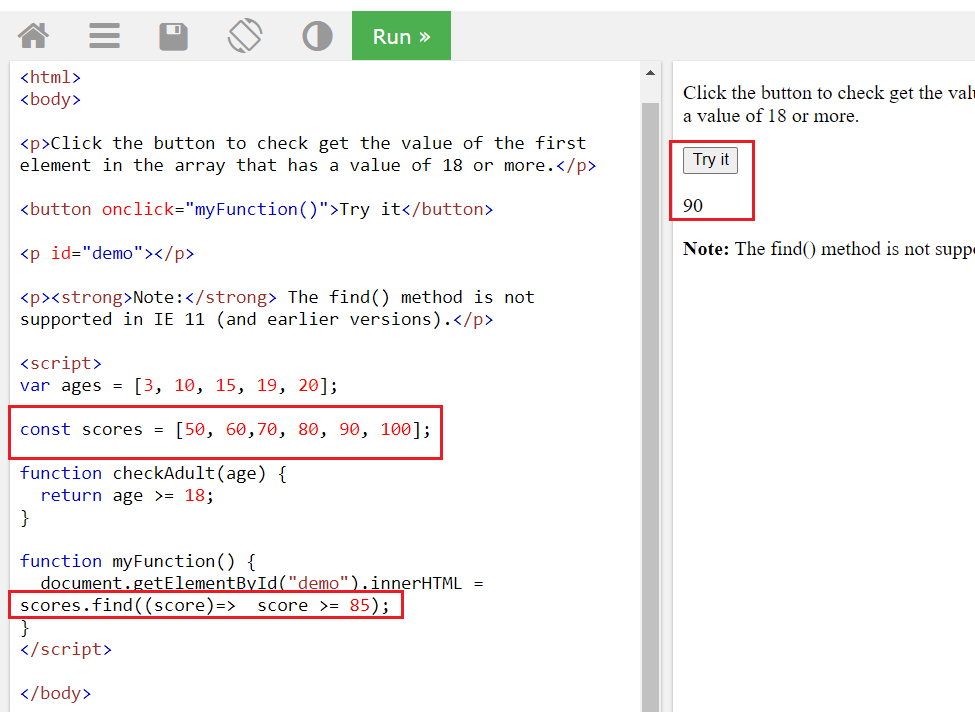 Run »
<html>
<body>
<p>Click the button to check get the value of the first
element in the array that has a value of 18 or more.</p>
<button onclick="myFunction()">Try it</button>
<p id="demo"></p>
<p><strong>Note:</strong> The find() method is not
supported in IE 11 (and earlier versions).</p>
<script>
var ages = [3, 10, 15, 19, 20];
const scores = [50, 60,70, 80, 90, 100];
function checkAdult(age) {
  return age >= 18;
}
function myFunction() {
  document.getElementById("demo").innerHTML =
scores.find((score)=>  score >= 85);
}
</script>
</body>
Click the button to check get the
a value of 18 or more.
Try it
90
Note: The find() method is not